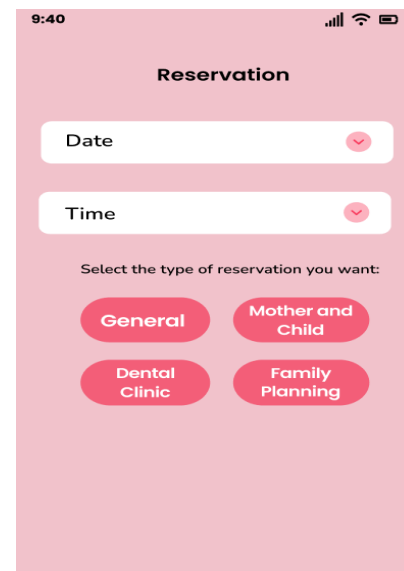 9:40
Reservation
Date
Time
Select the type of reservation you want:
General
Mother and
Child
Dental
Clinic
Family
Planning